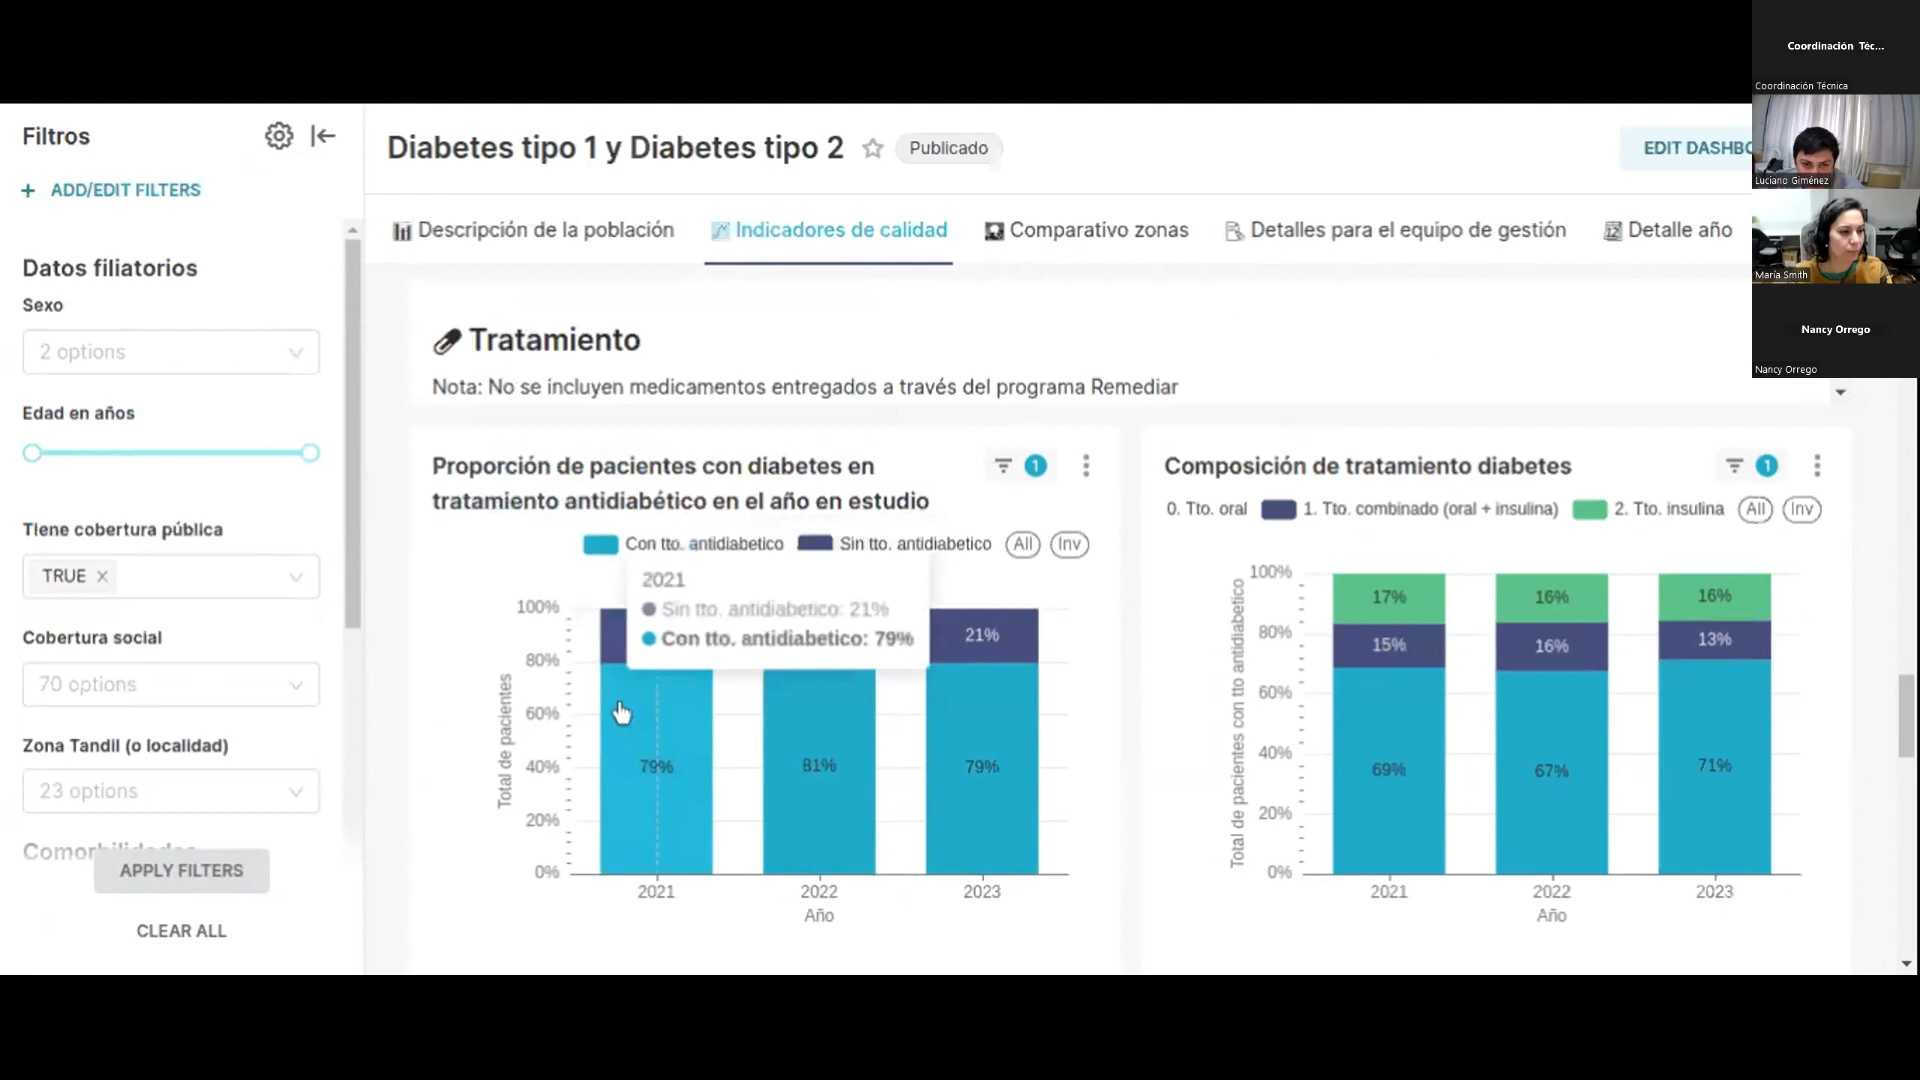 Coordinación Téc...
Coordinación Técnica
Luciano Giménez
María Smith
Nancy Orrego
Nancy Orrego
Filtros
+ ADD/EDIT FILTERS
Datos filiatorios
Sexo
2 options
Edad en años
Tiene cobertura pública
TRUE ×
Cobertura social
70 options
Zona Tandil (o localidad)
23 options
Comorbilidades
APPLY FILTERS
CLEAR ALL
Diabetes tipo 1 y Diabetes tipo 2
Publicado
EDIT DASHBO
Descripción de la población
Indicadores de calidad
Comparativo zonas
Detalles para el equipo de gestión
Detalle año
Tratamiento
Nota: No se incluyen medicamentos entregados a través del programa Remediar
Proporción de pacientes con diabetes en
tratamiento antidiabético en el año en estudio
1
Con tto. antidiabetico Sin tto. antidiabetico All Inv
2021
Sin tto. antidiabetico: 21%
Con tto. antidiabetico: 79%
Total de pacientes
100%
80%
60%
40%
20%
0%
21%
79% 81% 79%
2021 2022 2023
Año
Composición de tratamiento diabetes
1
0. Tto. oral 1. Tto. combinado (oral + insulina) 2. Tto. insulina All Inv
Total de pacientes con tto antidiabetico
100%
80%
60%
40%
20%
0%
17% 16% 16%
15% 16% 13%
69% 67% 71%
2021 2022 2023
Año